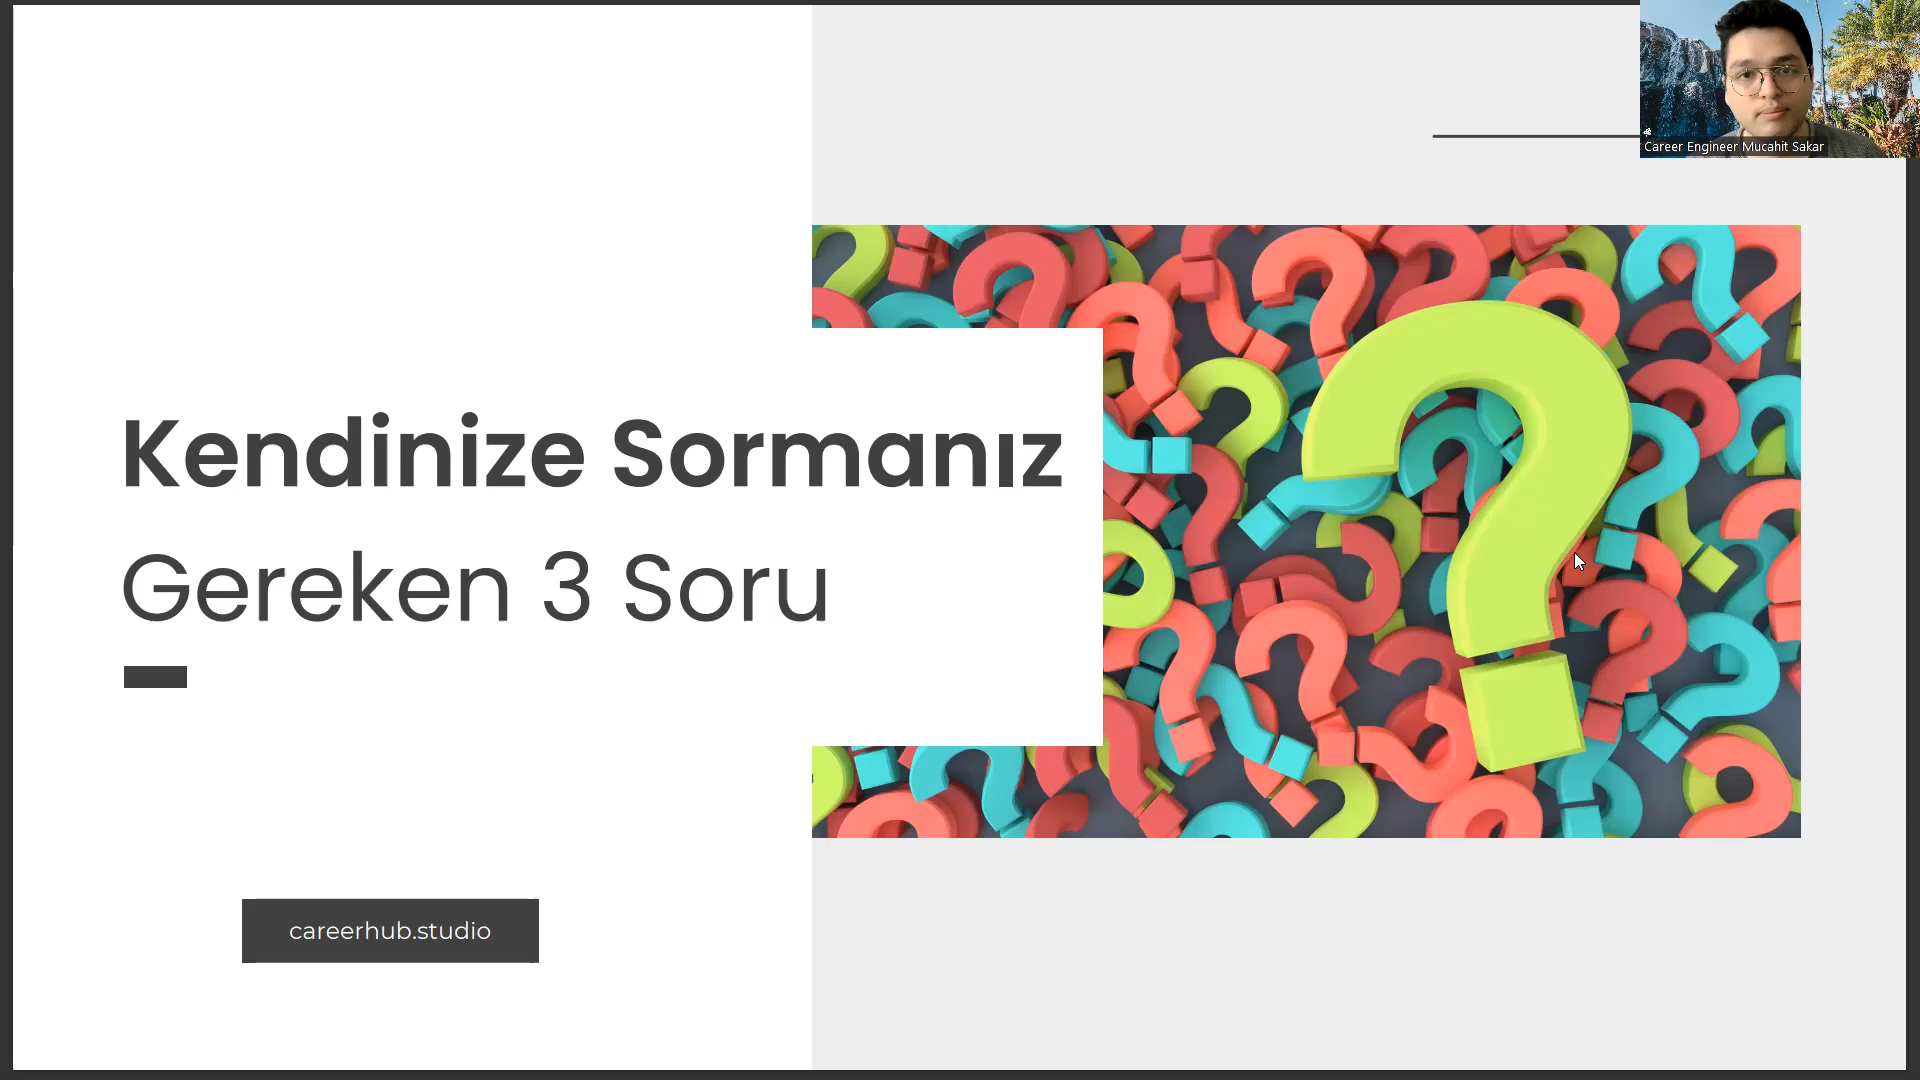 Career Engineer Mucahit Sakar
Kendinize Sormanız
Gereken 3 Soru
careerhub.studio